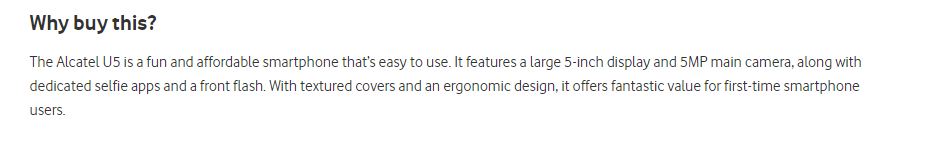 Why buy this?
The Alcatel U5 is a fun and affordable smartphone that's easy to use. It features a large 5-inch display and 5MP main camera, along with
dedicated selfie apps and a front flash. With textured covers and an ergonomic design, it offers fantastic value for first-time smartphone
users.